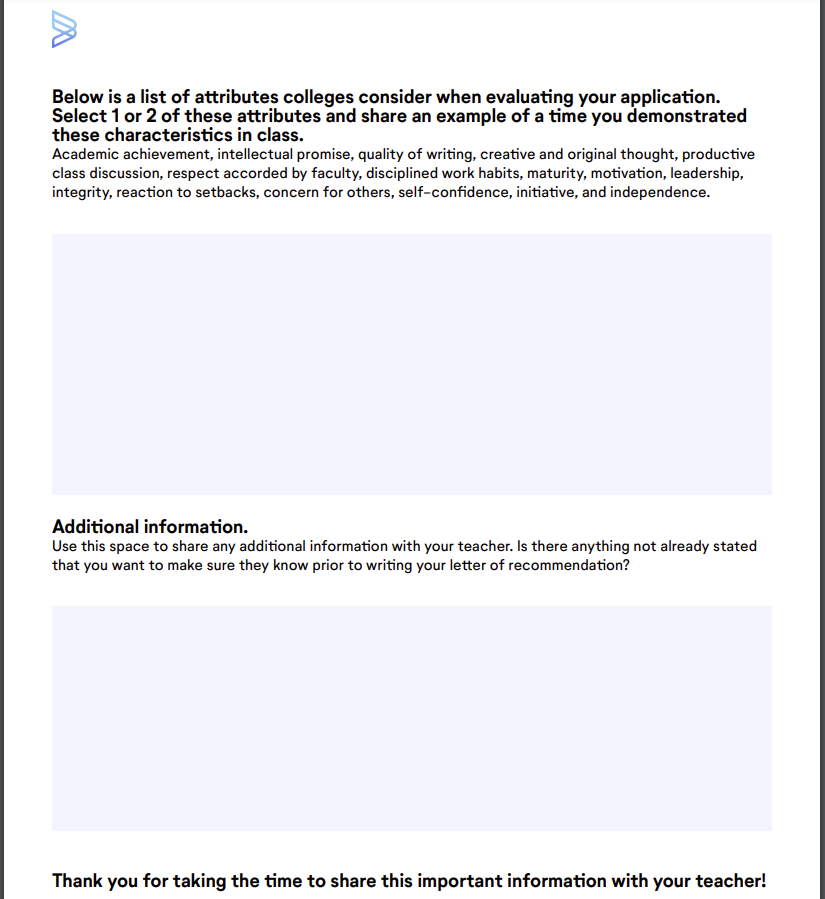 Below is a list of attributes colleges consider when evaluating your application.
Select 1 or 2 of these attributes and share an example of a time you demonstrated
these characteristics in class.
Academic achievement, intellectual promise, quality of writing, creative and original thought, productive
class discussion, respect accorded by faculty, disciplined work habits, maturity, motivation, leadership,
integrity, reaction to setbacks, concern for others, self-confidence, initiative, and independence.
Additional information.
Use this space to share any additional information with your teacher. Is there anything not already stated
that you want to make sure they know prior to writing your letter of recommendation?
Thank you for taking the time to share this important information with your teacher!